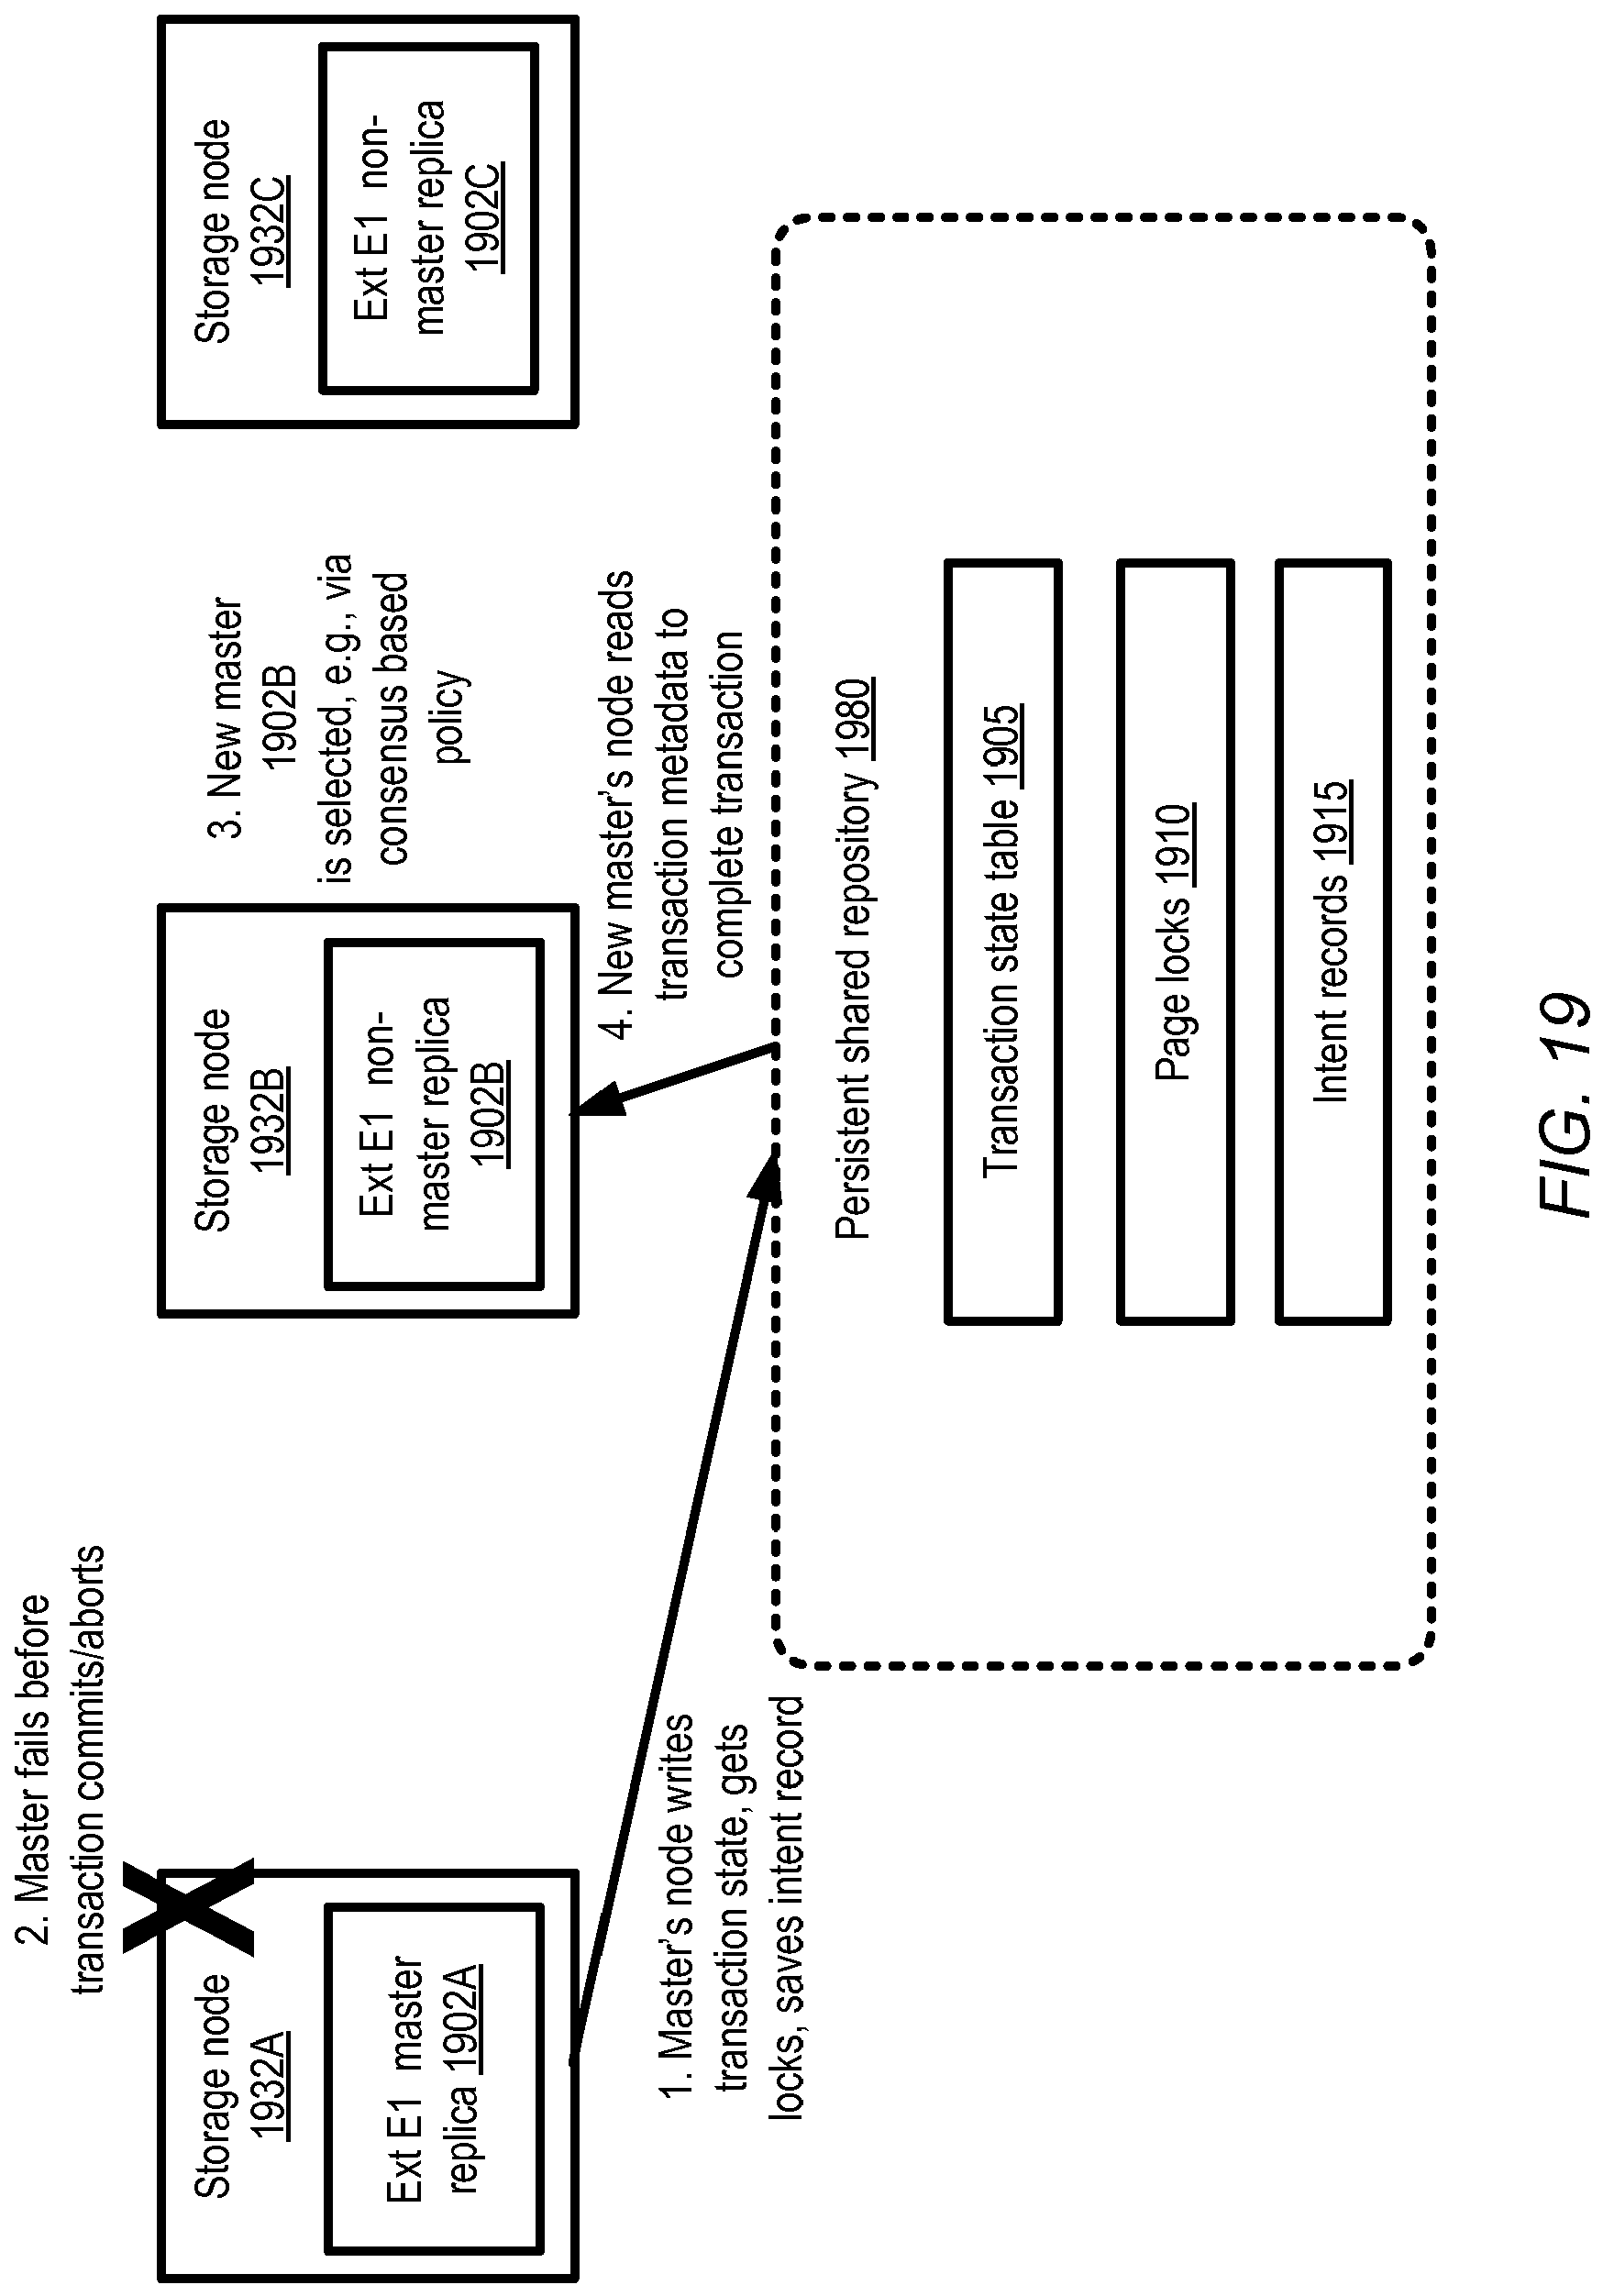 2. Master fails before
transaction commits/aborts
Storage node
1932A
Ext E1 master
replica 1902A
Storage node
1932B
Ext E1 non-
master replica
1902B
3. New master
1902B
is selected, e.g., via
consensus based
policy
Storage node
1932C
Ext E1 non-
master replica
1902C
1. Master's node writes
transaction state, gets
locks, saves intent record
4. New master's node reads
transaction metadata to
complete transaction
Persistent shared repository 1980
Transaction state table 1905
Page locks 1910
Intent records 1915
FIG. 19